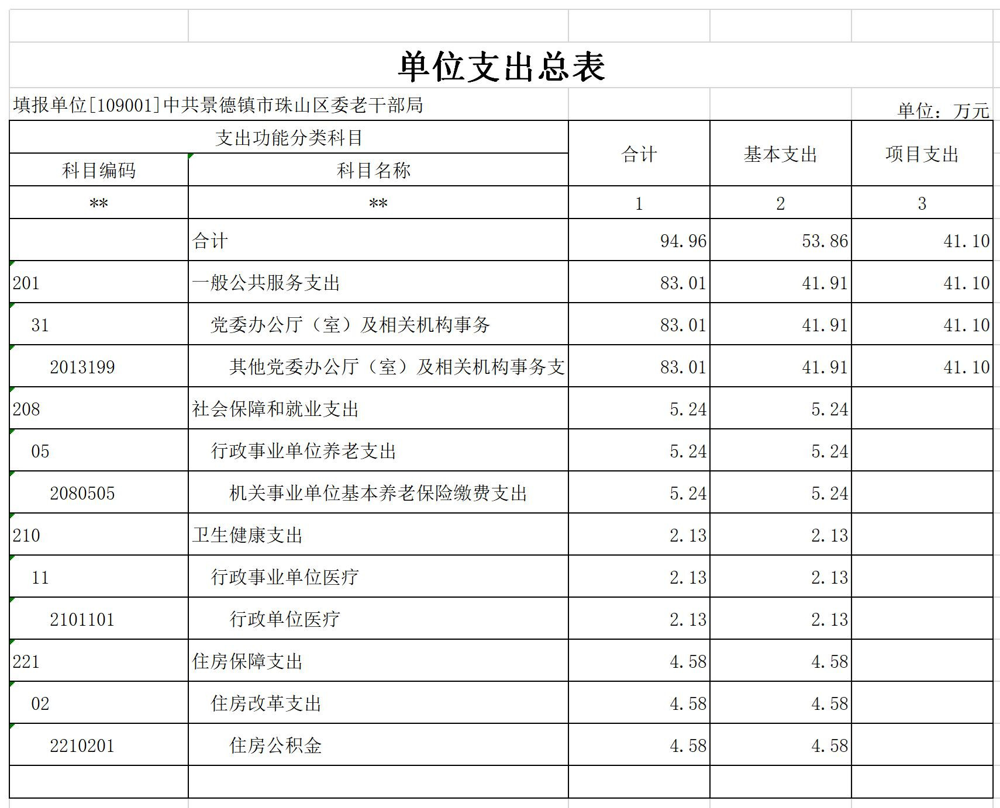 单位支出总表
填报单位[109001]中共景德镇市珠山区委老干部局 单位：万元
支出功能分类科目 合计 基本支出 项目支出
科目编码 科目名称
** ** 1 2 3
合计 94.96 53.86 41.10
201 一般公共服务支出 83.01 41.91 41.10
31 党委办公厅（室）及相关机构事务 83.01 41.91 41.10
2013199 其他党委办公厅（室）及相关机构事务支 83.01 41.91 41.10
208 社会保障和就业支出 5.24 5.24
05 行政事业单位养老支出 5.24 5.24
2080505 机关事业单位基本养老保险缴费支出 5.24 5.24
210 卫生健康支出 2.13 2.13
11 行政事业单位医疗 2.13 2.13
2101101 行政单位医疗 2.13 2.13
221 住房保障支出 4.58 4.58
02 住房改革支出 4.58 4.58
2210201 住房公积金 4.58 4.58